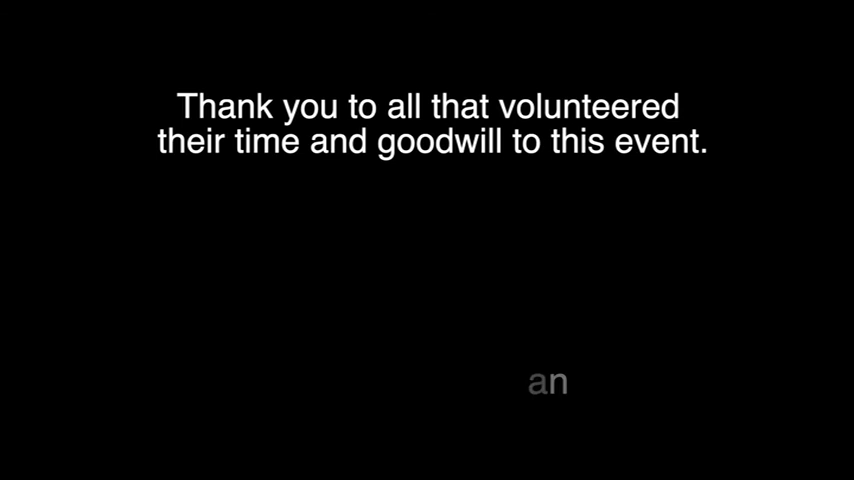 Thank you to all that volunteered
their time and goodwill to this event.
an